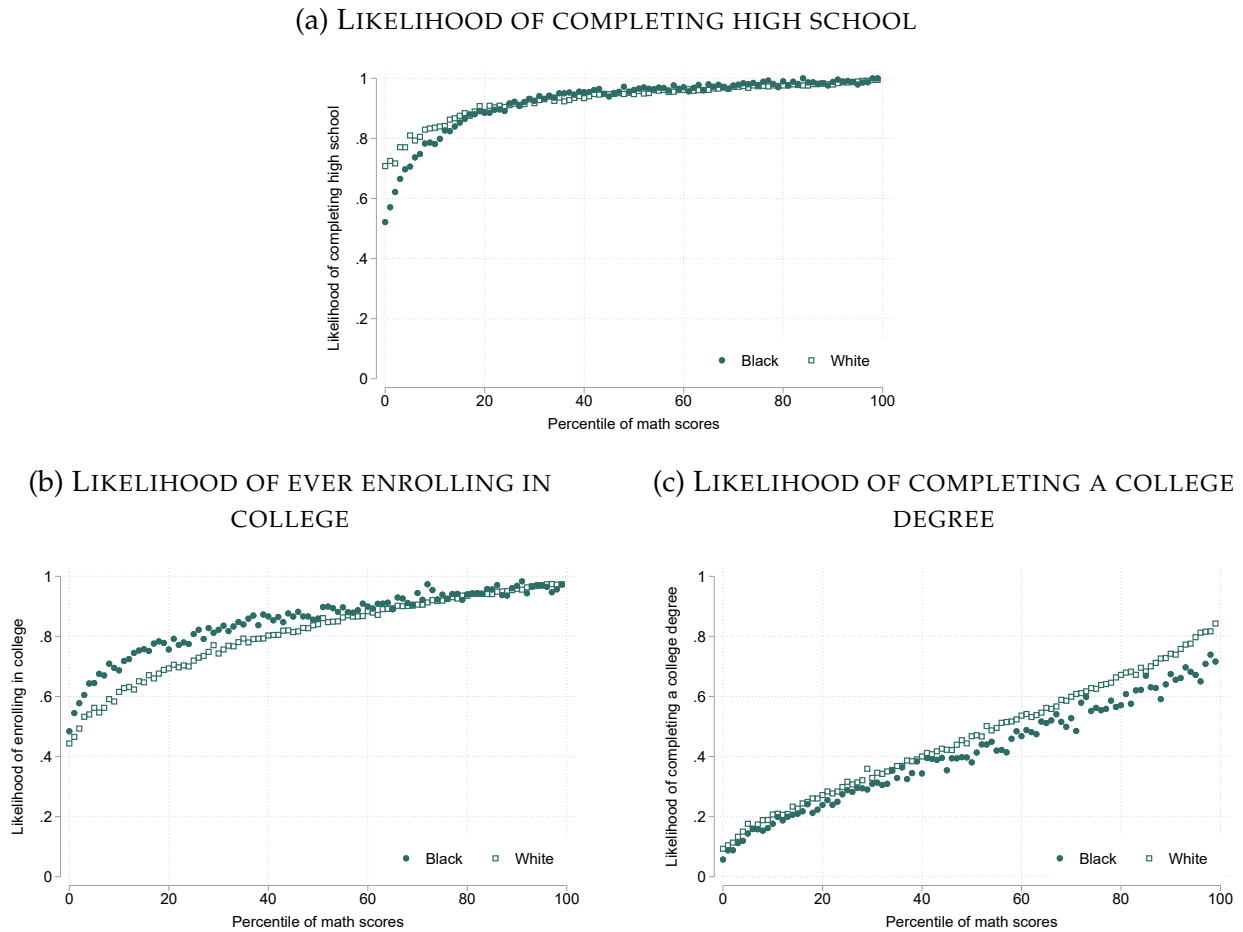 (a) LIKELIHOOD OF COMPLETING HIGH SCHOOL
1
.8
.6
.4
.2
0
Likelihood of completing high school
Black
White
0 20 40 60 80 100
Percentile of math scores
(b) LIKELIHOOD OF EVER ENROLLING IN
COLLEGE
1
.8
.6
.4
.2
0
Likelihood of enrolling in college
Black
White
0 20 40 60 80 100
Percentile of math scores
(c) LIKELIHOOD OF COMPLETING A COLLEGE
DEGREE
1
.8
.6
.4
.2
0
Likelihood of completing a college degree
Black
White
0 20 40 60 80 100
Percentile of math scores